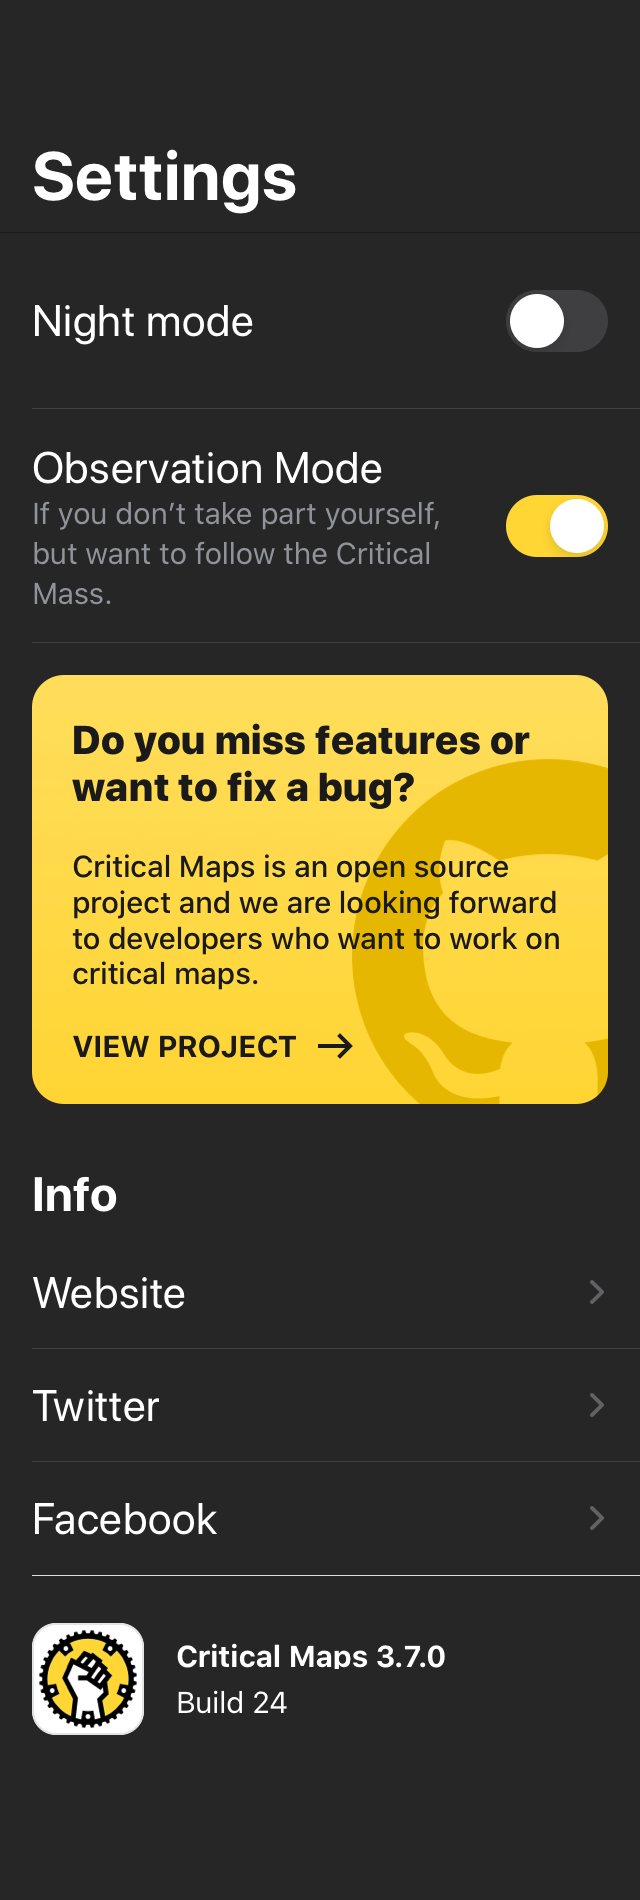 Settings
Night mode
Observation Mode
If you don’t take part yourself,
but want to follow the Critical
Mass.
Do you miss features or
want to fix a bug?
Critical Maps is an open source
project and we are looking forward
to developers who want to work on
critical maps.
VIEW PROJECT →
Info
Website
Twitter
Facebook
Critical Maps 3.7.0
Build 24